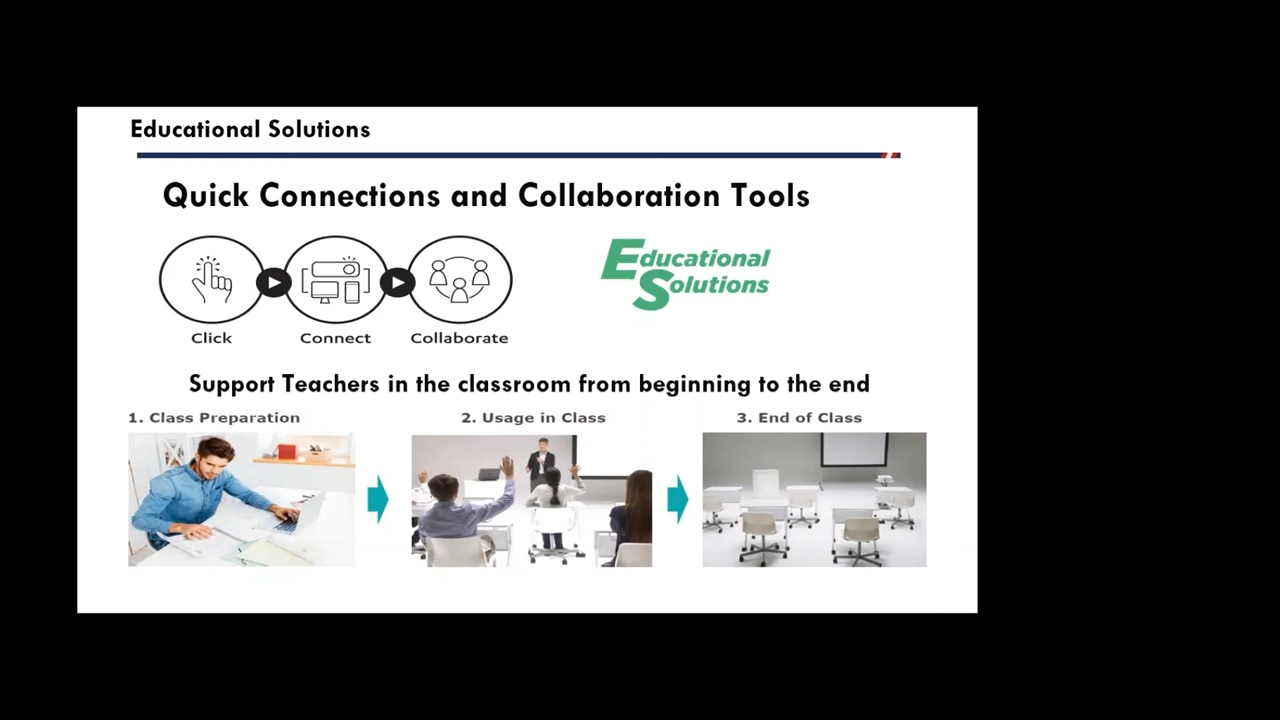 Educational Solutions
Quick Connections and Collaboration Tools
Educational
Solutions
Click Connect Collaborate
Support Teachers in the classroom from beginning to the end
1. Class Preparation 2. Usage in Class 3. End of Class